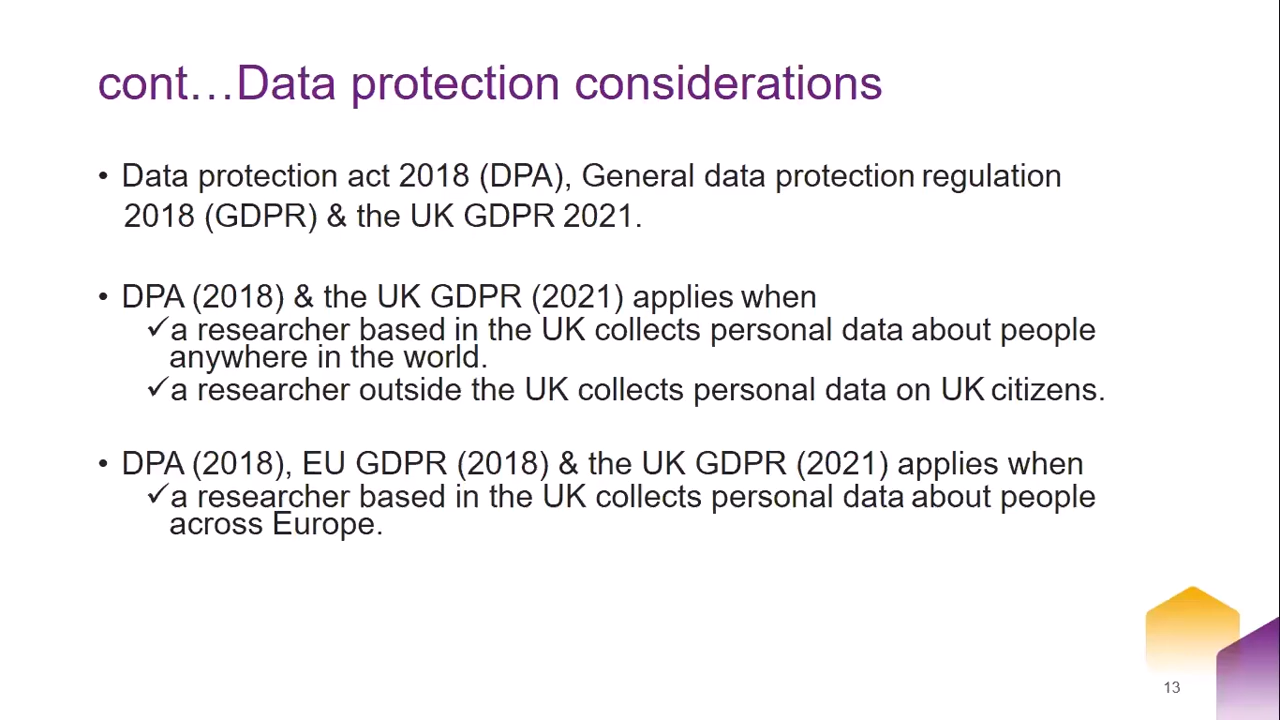 cont…Data protection considerations
• Data protection act 2018 (DPA), General data protection regulation
2018 (GDPR) & the UK GDPR 2021.
• DPA (2018) & the UK GDPR (2021) applies when
✓a researcher based in the UK collects personal data about people
anywhere in the world.
✓a researcher outside the UK collects personal data on UK citizens.
• DPA (2018), EU GDPR (2018) & the UK GDPR (2021) applies when
✓a researcher based in the UK collects personal data about people
across Europe.
13